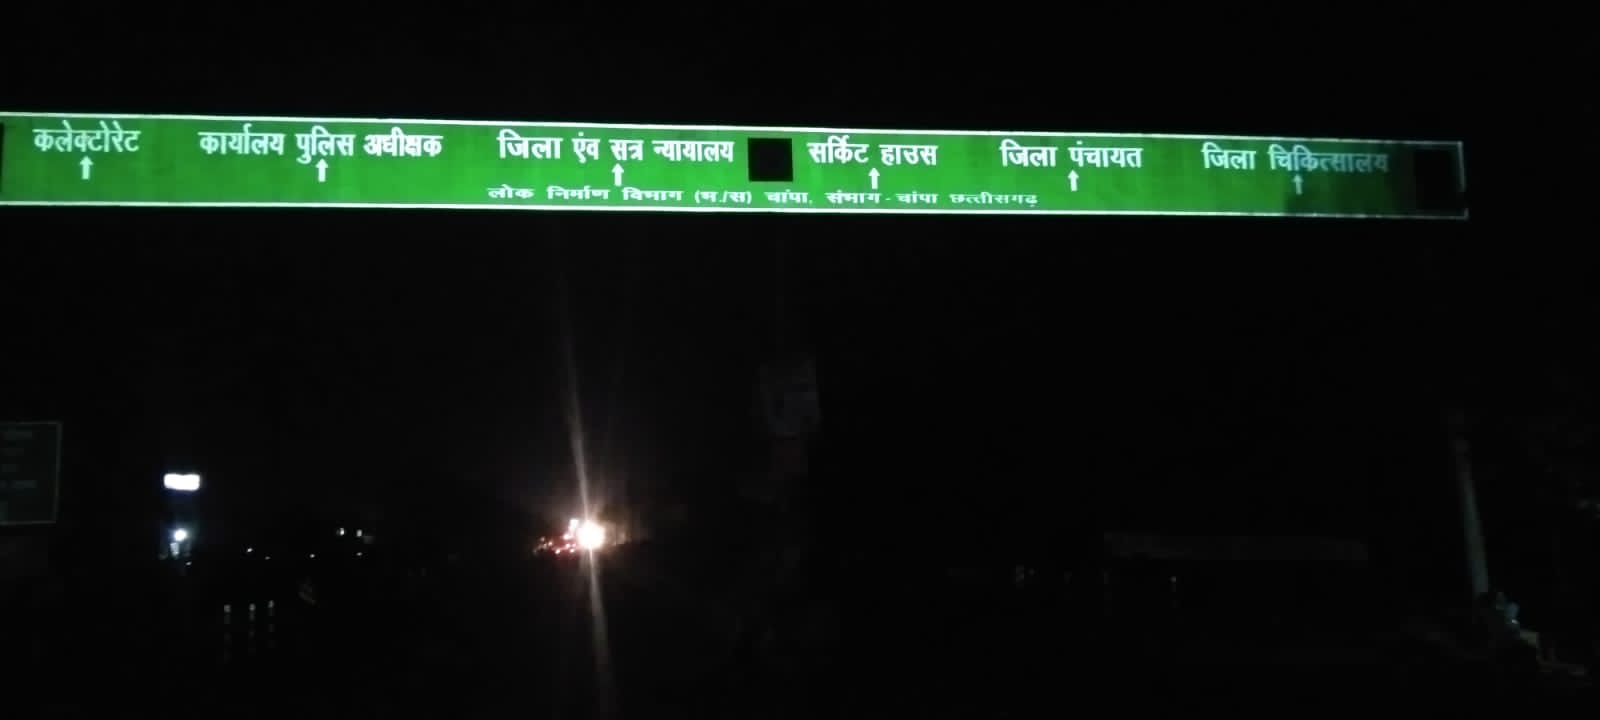 कलेक्टोरेट कार्यालय पुलिस अधीक्षक जिला एंव सत्र न्यायालय सर्किट हाउस जिला पंचायत जिला चिकित्सालय
लोक निर्माण विभाग (भ./स) चांपा, संभाग - चांपा छत्तीसगढ़